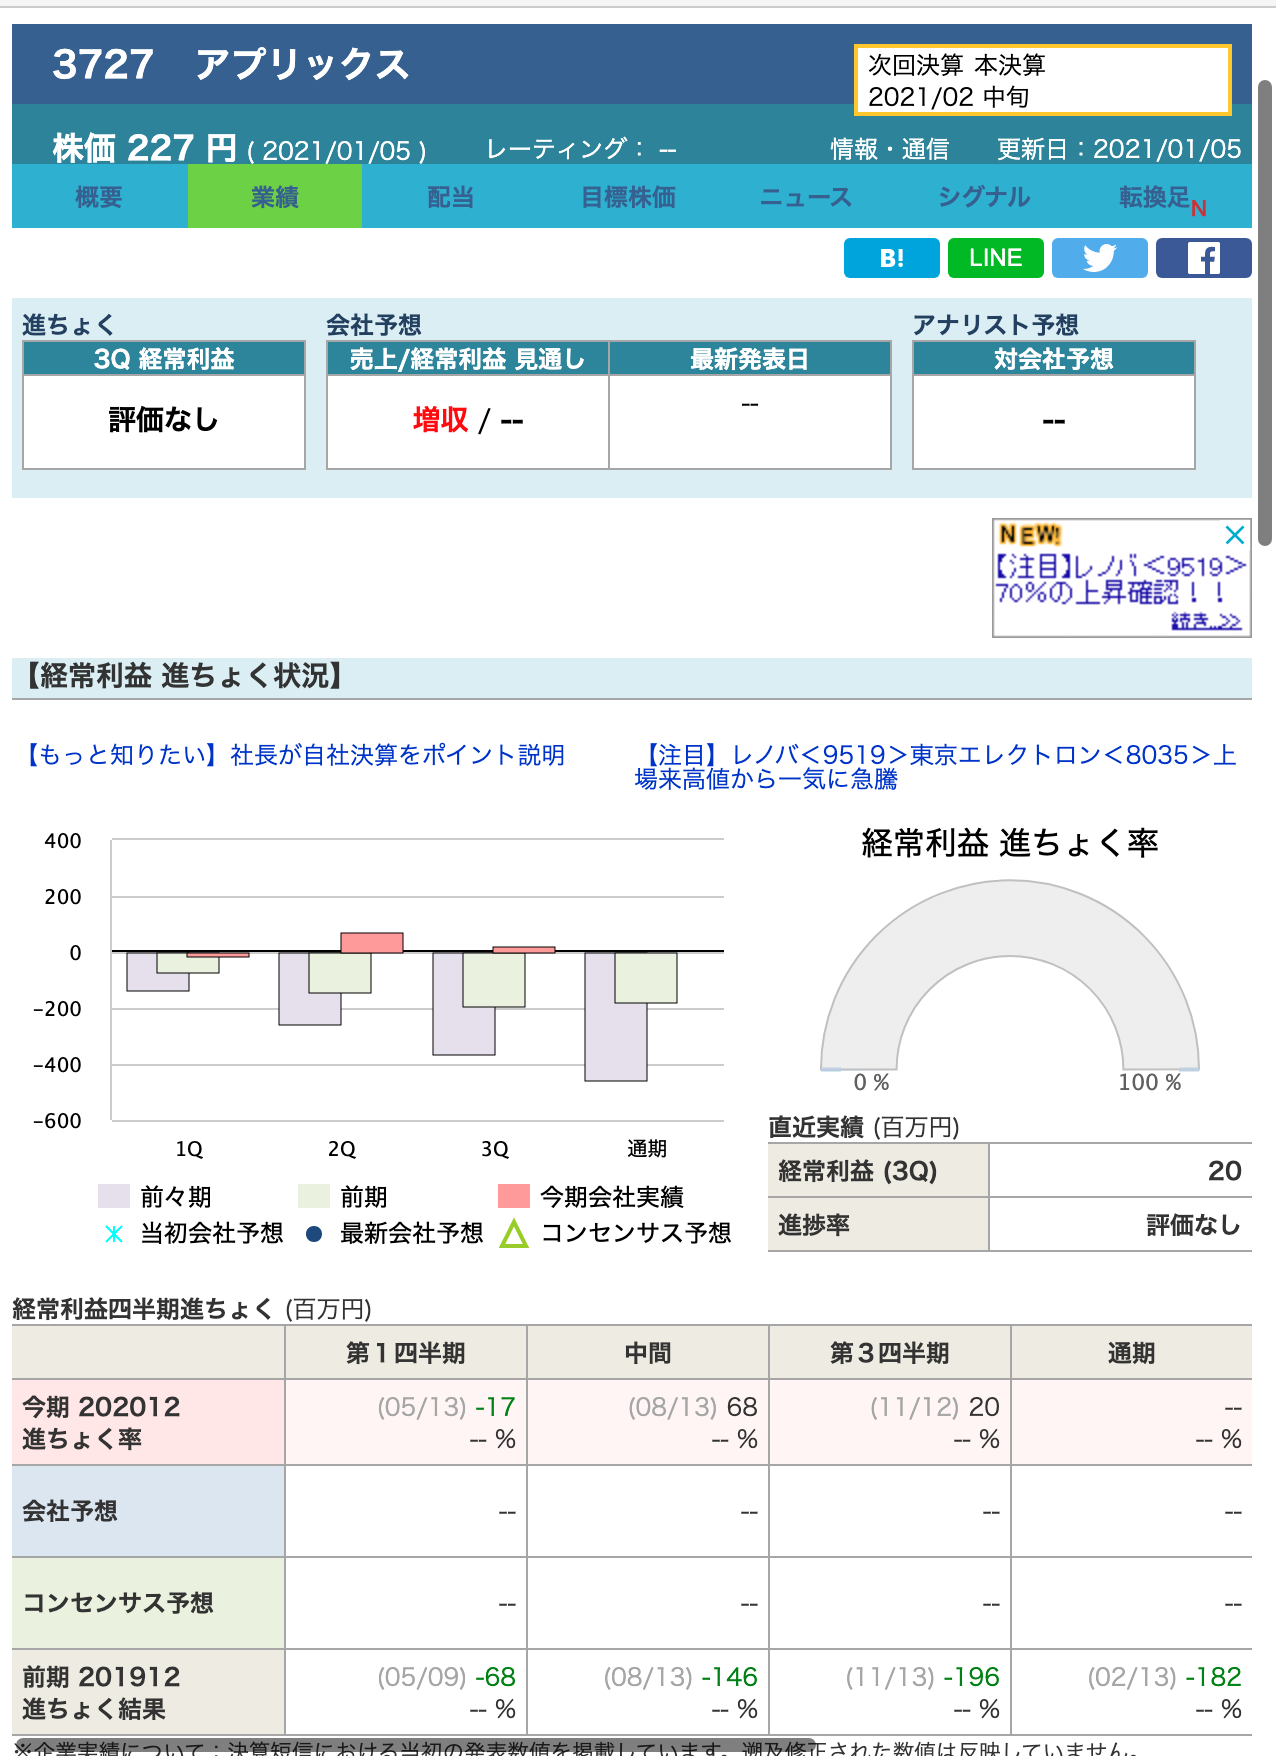 3727　アプリックス
次回決算 本決算
2021/02 中旬
株価 227 円 ( 2021/01/05 )　レーティング： --　情報・通信　更新日：2021/01/05
概要　業績　配当　目標株価　ニュース　シグナル　転換足N
B!　LINE
進ちょく　会社予想　アナリスト予想
3Q 経常利益　売上/経常利益 見通し　最新発表日　対会社予想
評価なし　増収 / --　--　--
NEW!
【注目】レノバ<9519>
70%の上昇確認！！
続き..>>
【経常利益 進ちょく状況】
【もっと知りたい】社長が自社決算をポイント説明
【注目】レノバ<9519>東京エレクトロン<8035>上
場来高値から一気に急騰
400
200
0
-200
-400
-600
1Q　2Q　3Q　通期
前々期　前期　今期会社実績
当初会社予想　最新会社予想　コンセンサス予想
経常利益 進ちょく率
0 %　100 %
直近実績 (百万円)
経常利益 (3Q)　20
進捗率　評価なし
経常利益四半期進ちょく (百万円)
第１四半期　中間　第３四半期　通期
今期 202012　(05/13) -17　(08/13) 68　(11/12) 20　--
進ちょく率　-- %　-- %　-- %　-- %
会社予想　--　--　--　--
コンセンサス予想　--　--　--　--
前期 201912　(05/09) -68　(08/13) -146　(11/13) -196　(02/13) -182
進ちょく結果　-- %　-- %　-- %　-- %
※企業実績について：決算短信における当初の発表数値を掲載しています。遡及修正された数値は反映していません。